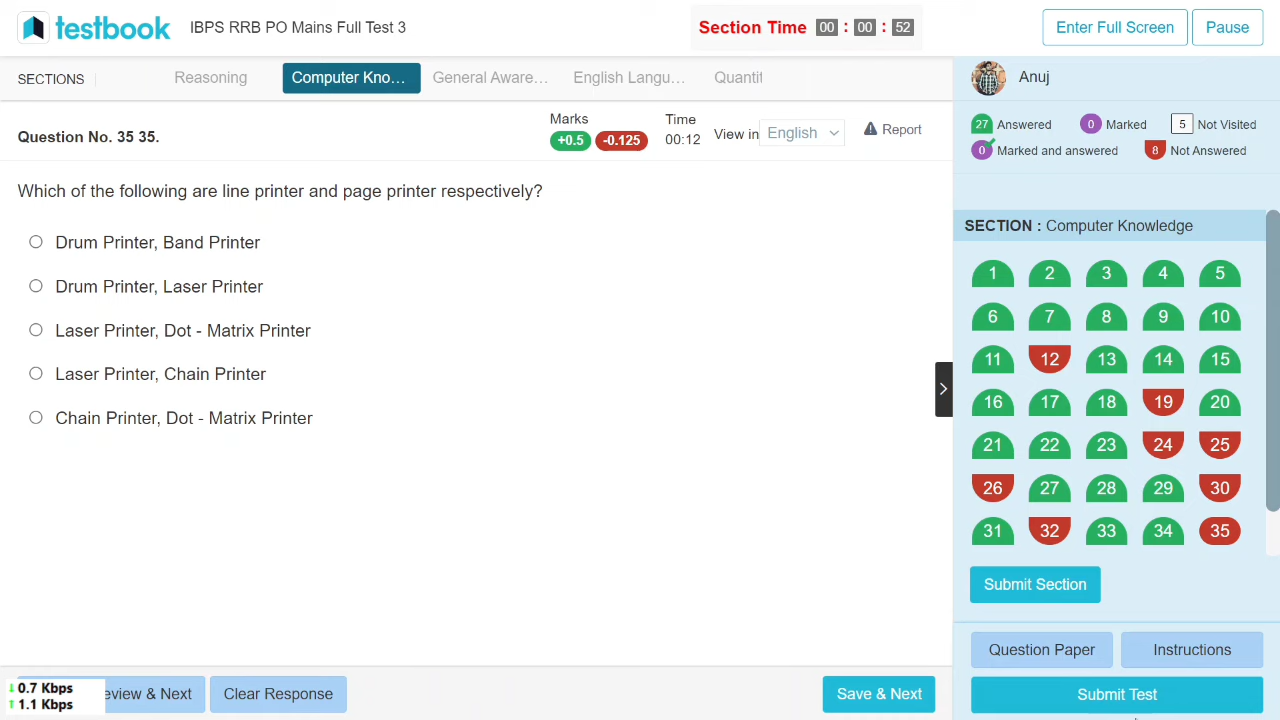 testbook
IBPS RRB PO Mains Full Test 3
Section Time 00 : 00 : 52
Enter Full Screen
Pause
SECTIONS
Reasoning
Computer Kno...
General Aware...
English Langu...
Quantit
Anuj
Question No. 35 35.
Marks
+0.5 -0.125
Time
00:12
View in English
Report
27 Answered
0 Marked
5 Not Visited
0 Marked and answered
8 Not Answered
Which of the following are line printer and page printer respectively?
Drum Printer, Band Printer
Drum Printer, Laser Printer
Laser Printer, Dot - Matrix Printer
Laser Printer, Chain Printer
Chain Printer, Dot - Matrix Printer
SECTION : Computer Knowledge
1 2 3 4 5
6 7 8 9 10
11 12 13 14 15
16 17 18 19 20
21 22 23 24 25
26 27 28 29 30
31 32 33 34 35
Submit Section
Question Paper
Instructions
0.7 Kbps
1.1 Kbps
eview & Next
Clear Response
Save & Next
Submit Test